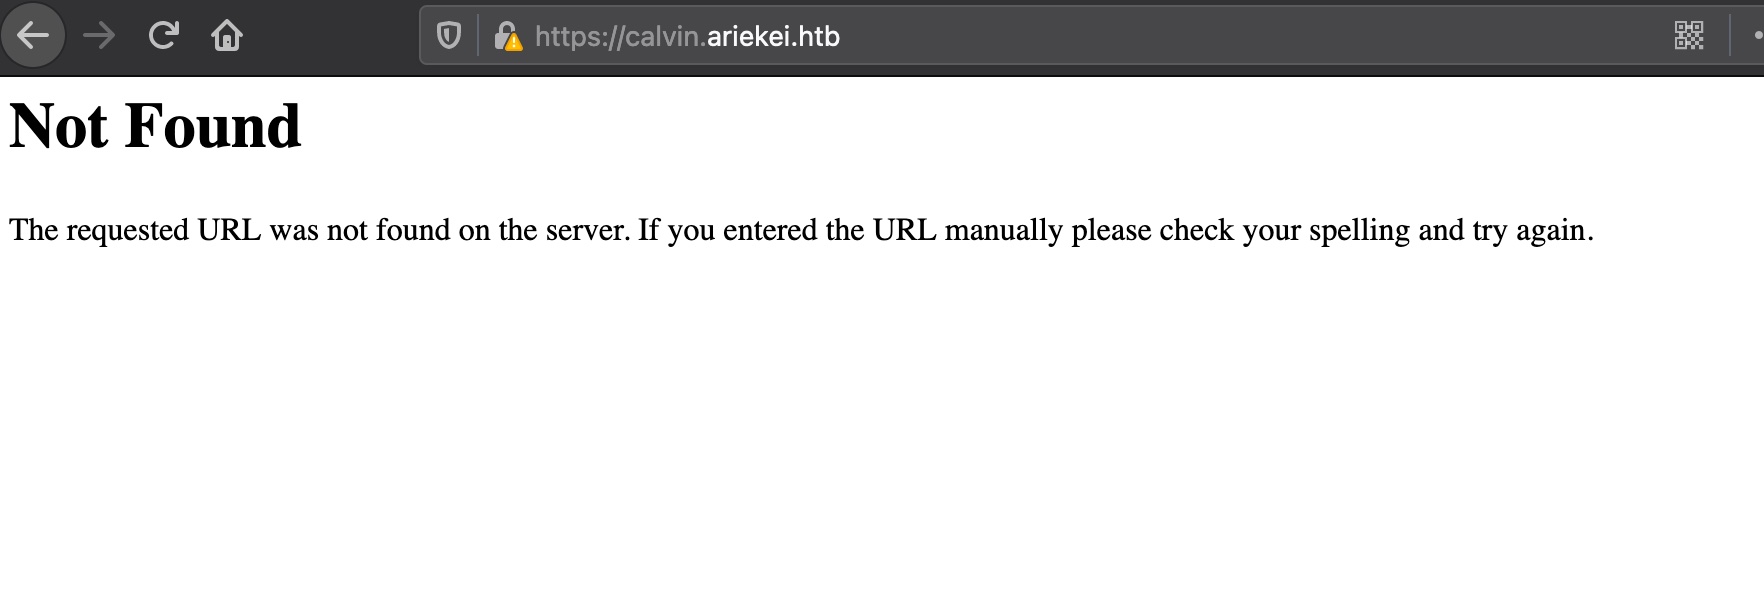 https://calvin.ariekei.htb
Not Found
The requested URL was not found on the server. If you entered the URL manually please check your spelling and try again.